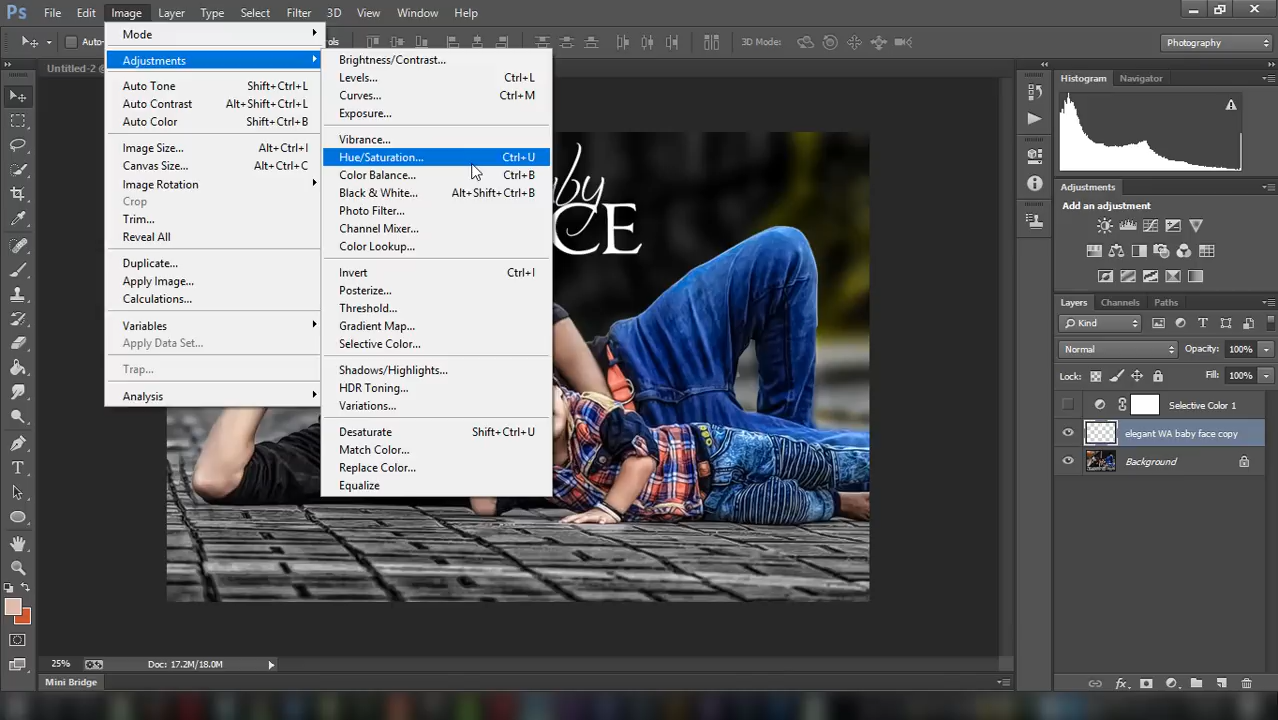 Ps File Edit Image Layer Type Select Filter 3D View Window Help
Auto-
3D Mode:
Photography
Untitled-2 @
Mode
Adjustments
Auto Tone Shift+Ctrl+L
Auto Contrast Alt+Shift+Ctrl+L
Auto Color Shift+Ctrl+B
Image Size... Alt+Ctrl+I
Canvas Size... Alt+Ctrl+C
Image Rotation
Crop
Trim...
Reveal All
Duplicate...
Apply Image...
Calculations...
Variables
Apply Data Set...
Trap...
Analysis
Brightness/Contrast...
Levels... Ctrl+L
Curves... Ctrl+M
Exposure...
Vibrance...
Hue/Saturation... Ctrl+U
Color Balance... Ctrl+B
Black & White... Alt+Shift+Ctrl+B
Photo Filter...
Channel Mixer...
Color Lookup...
Invert Ctrl+I
Posterize...
Threshold...
Gradient Map...
Selective Color...
Shadows/Highlights...
HDR Toning...
Variations...
Desaturate Shift+Ctrl+U
Match Color...
Replace Color...
Equalize
Histogram Navigator
Adjustments
Add an adjustment
Layers Channels Paths
Kind
Normal Opacity: 100%
Lock: Fill: 100%
Selective Color 1
elegant WA baby face copy
Background
25% Doc: 17.2M/18.0M
Mini Bridge